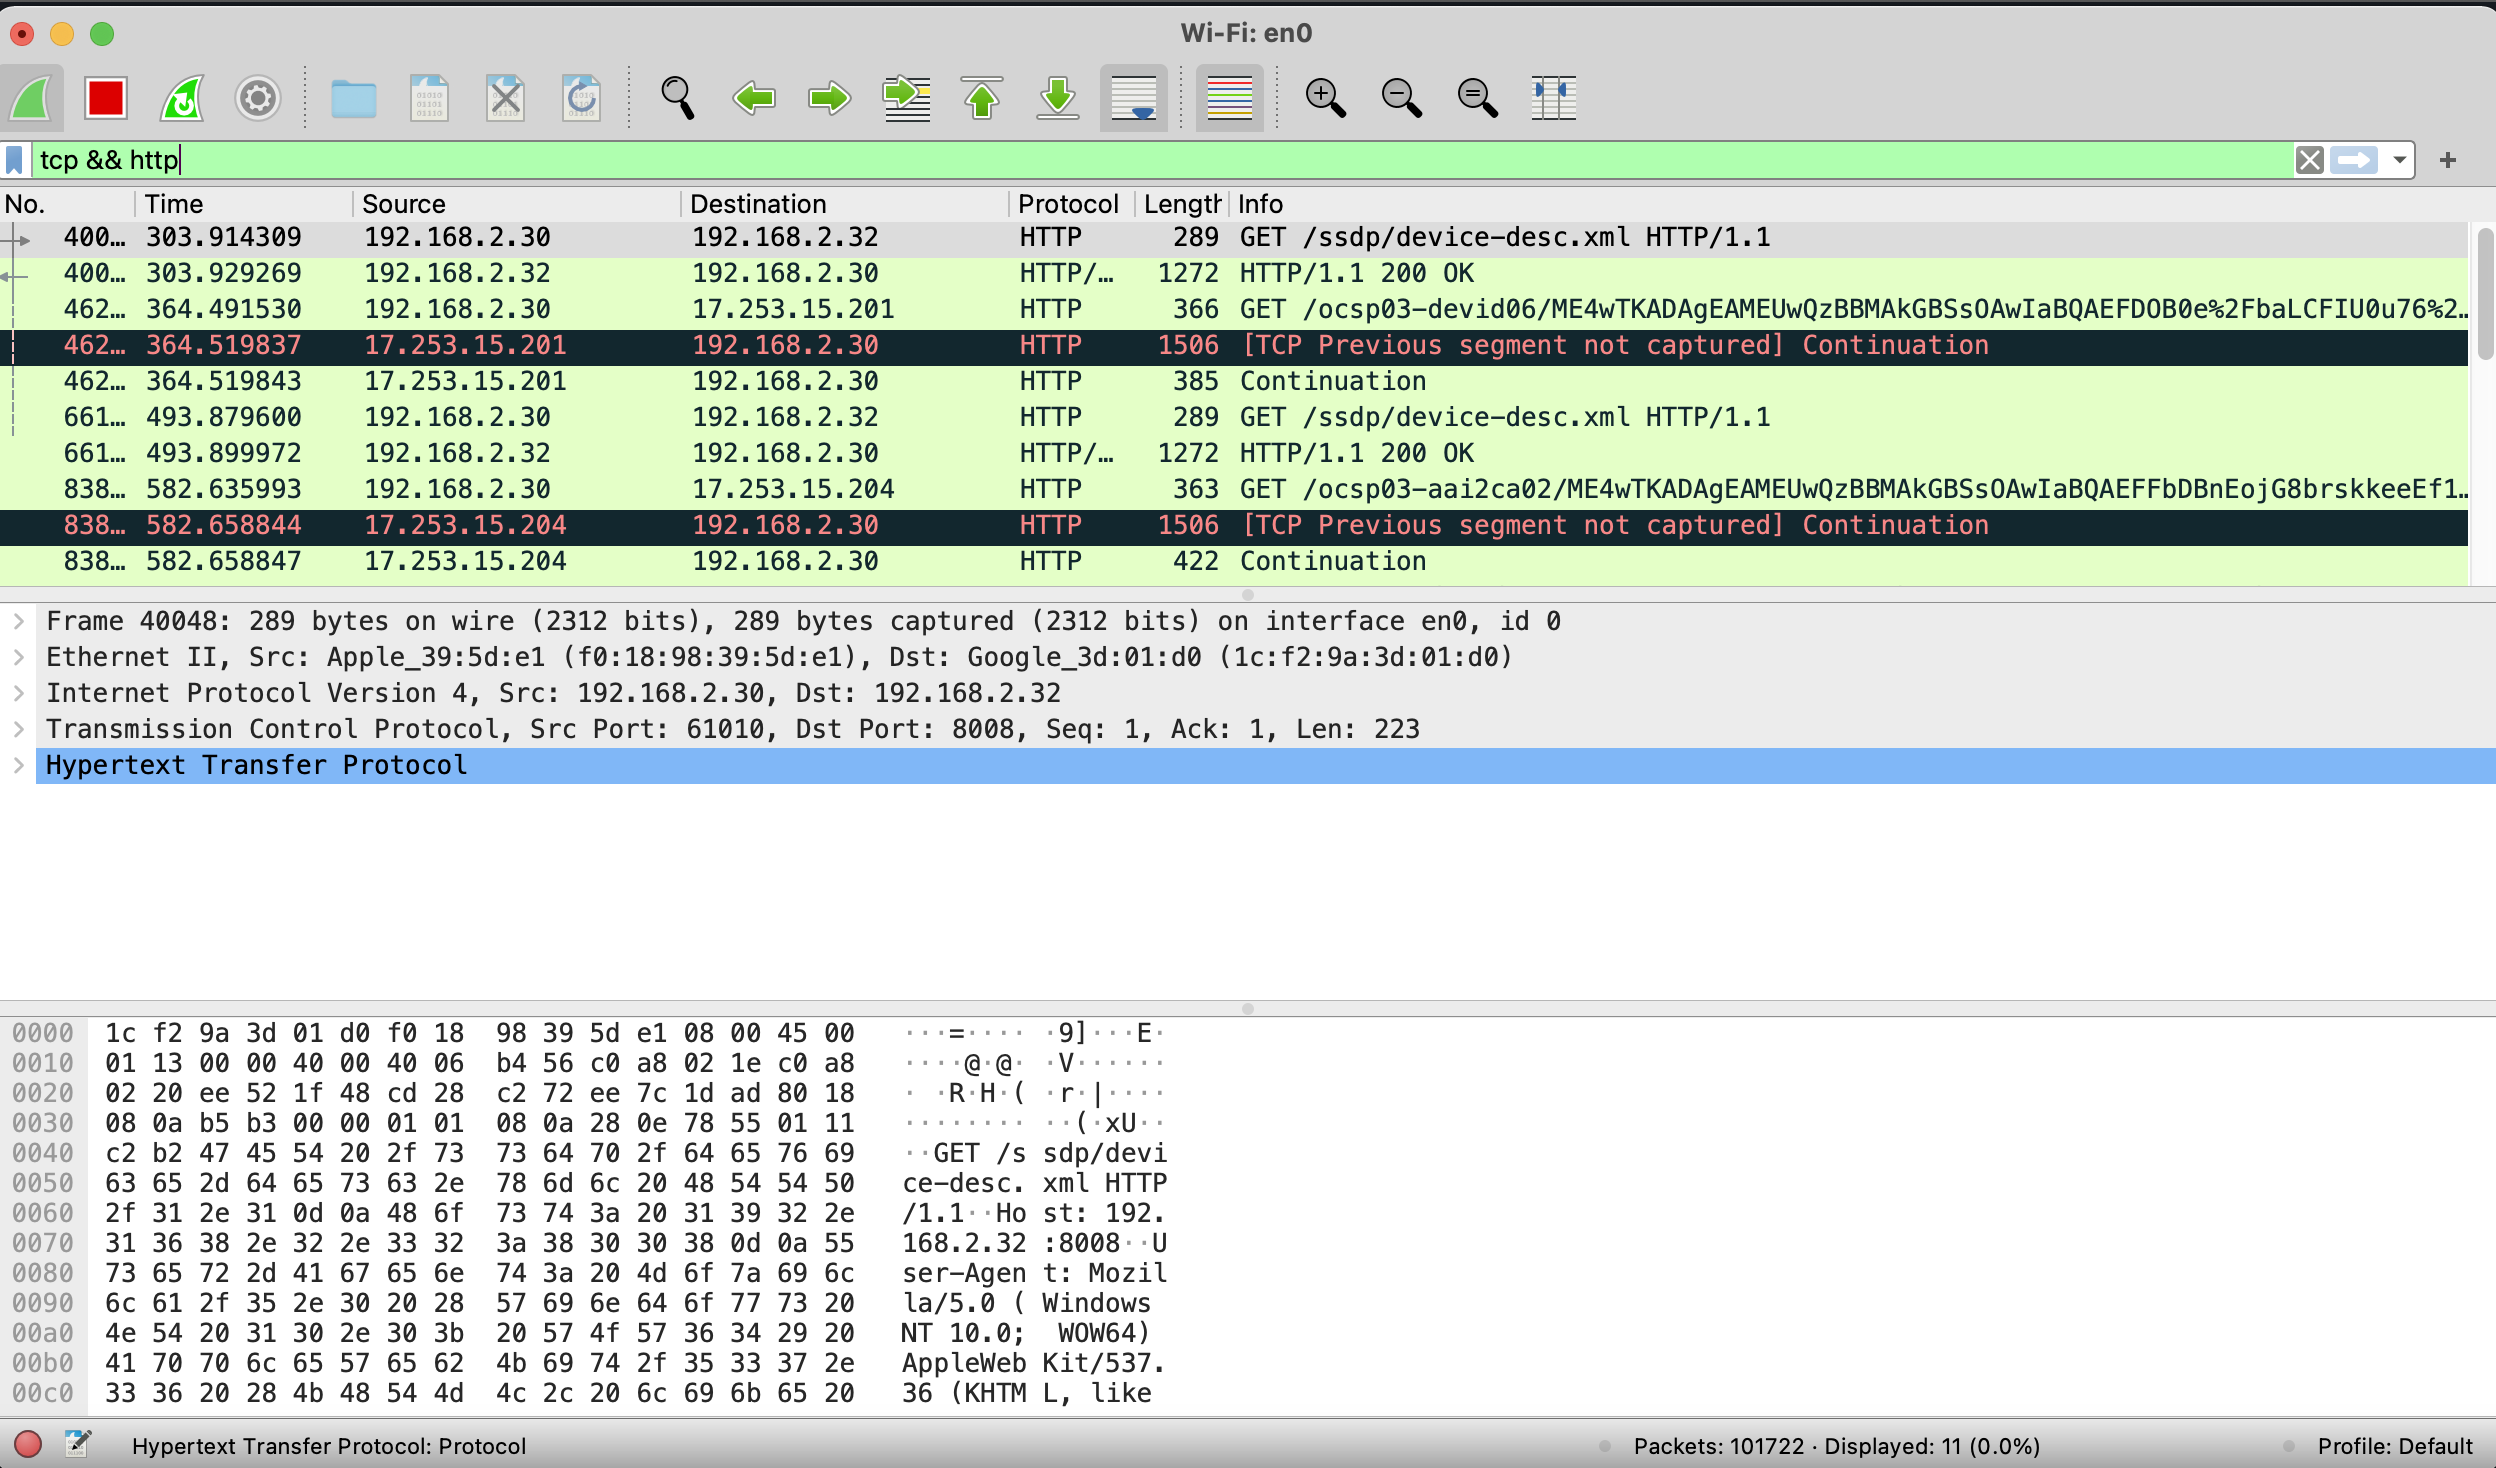 Wi-Fi: en0
tcp && http
No. Time Source Destination Protocol Length Info
400… 303.914309 192.168.2.30 192.168.2.32 HTTP 289 GET /ssdp/device-desc.xml HTTP/1.1
400… 303.929269 192.168.2.32 192.168.2.30 HTTP/… 1272 HTTP/1.1 200 OK
462… 364.491530 192.168.2.30 17.253.15.201 HTTP 366 GET /ocsp03-devid06/ME4wTKADAgEAMEUwQzBBMAkGBSsOAwIaBQAEFDOB0e%2FbaLCFIU0u76%2…
462… 364.519837 17.253.15.201 192.168.2.30 HTTP 1506 [TCP Previous segment not captured] Continuation
462… 364.519843 17.253.15.201 192.168.2.30 HTTP 385 Continuation
661… 493.879600 192.168.2.30 192.168.2.32 HTTP 289 GET /ssdp/device-desc.xml HTTP/1.1
661… 493.899972 192.168.2.32 192.168.2.30 HTTP/… 1272 HTTP/1.1 200 OK
838… 582.635993 192.168.2.30 17.253.15.204 HTTP 363 GET /ocsp03-aai2ca02/ME4wTKADAgEAMEUwQzBBMAkGBSsOAwIaBQAEFFbDBnEojG8brskkeeEf1…
838… 582.658844 17.253.15.204 192.168.2.30 HTTP 1506 [TCP Previous segment not captured] Continuation
838… 582.658847 17.253.15.204 192.168.2.30 HTTP 422 Continuation
Frame 40048: 289 bytes on wire (2312 bits), 289 bytes captured (2312 bits) on interface en0, id 0
Ethernet II, Src: Apple_39:5d:e1 (f0:18:98:39:5d:e1), Dst: Google_3d:01:d0 (1c:f2:9a:3d:01:d0)
Internet Protocol Version 4, Src: 192.168.2.30, Dst: 192.168.2.32
Transmission Control Protocol, Src Port: 61010, Dst Port: 8008, Seq: 1, Ack: 1, Len: 223
Hypertext Transfer Protocol
0000 1c f2 9a 3d 01 d0 f0 18 98 39 5d e1 08 00 45 00 ···=···· ·9]···E·
0010 01 13 00 00 40 00 40 06 b4 56 c0 a8 02 1e c0 a8 ····@·@· ·V······
0020 02 20 ee 52 1f 48 cd 28 c2 72 ee 7c 1d ad 80 18 · ·R·H·( ·r·|····
0030 08 0a b5 b3 00 00 01 01 08 0a 28 0e 78 55 01 11 ········ ··(·xU··
0040 c2 b2 47 45 54 20 2f 73 73 64 70 2f 64 65 76 69 ··GET /s sdp/devi
0050 63 65 2d 64 65 73 63 2e 78 6d 6c 20 48 54 54 50 ce-desc. xml HTTP
0060 2f 31 2e 31 0d 0a 48 6f 73 74 3a 20 31 39 32 2e /1.1··Ho st: 192.
0070 31 36 38 2e 32 2e 33 32 3a 38 30 30 38 0d 0a 55 168.2.32 :8008··U
0080 73 65 72 2d 41 67 65 6e 74 3a 20 4d 6f 7a 69 6c ser-Agen t: Mozil
0090 6c 61 2f 35 2e 30 20 28 57 69 6e 64 6f 77 73 20 la/5.0 ( Windows
00a0 4e 54 20 31 30 2e 30 3b 20 57 4f 57 36 34 29 20 NT 10.0; WOW64)
00b0 41 70 70 6c 65 57 65 62 4b 69 74 2f 35 33 37 2e AppleWeb Kit/537.
00c0 33 36 20 28 4b 48 54 4d 4c 2c 20 6c 69 6b 65 20 36 (KHTM L, like
Hypertext Transfer Protocol: Protocol Packets: 101722 · Displayed: 11 (0.0%) Profile: Default